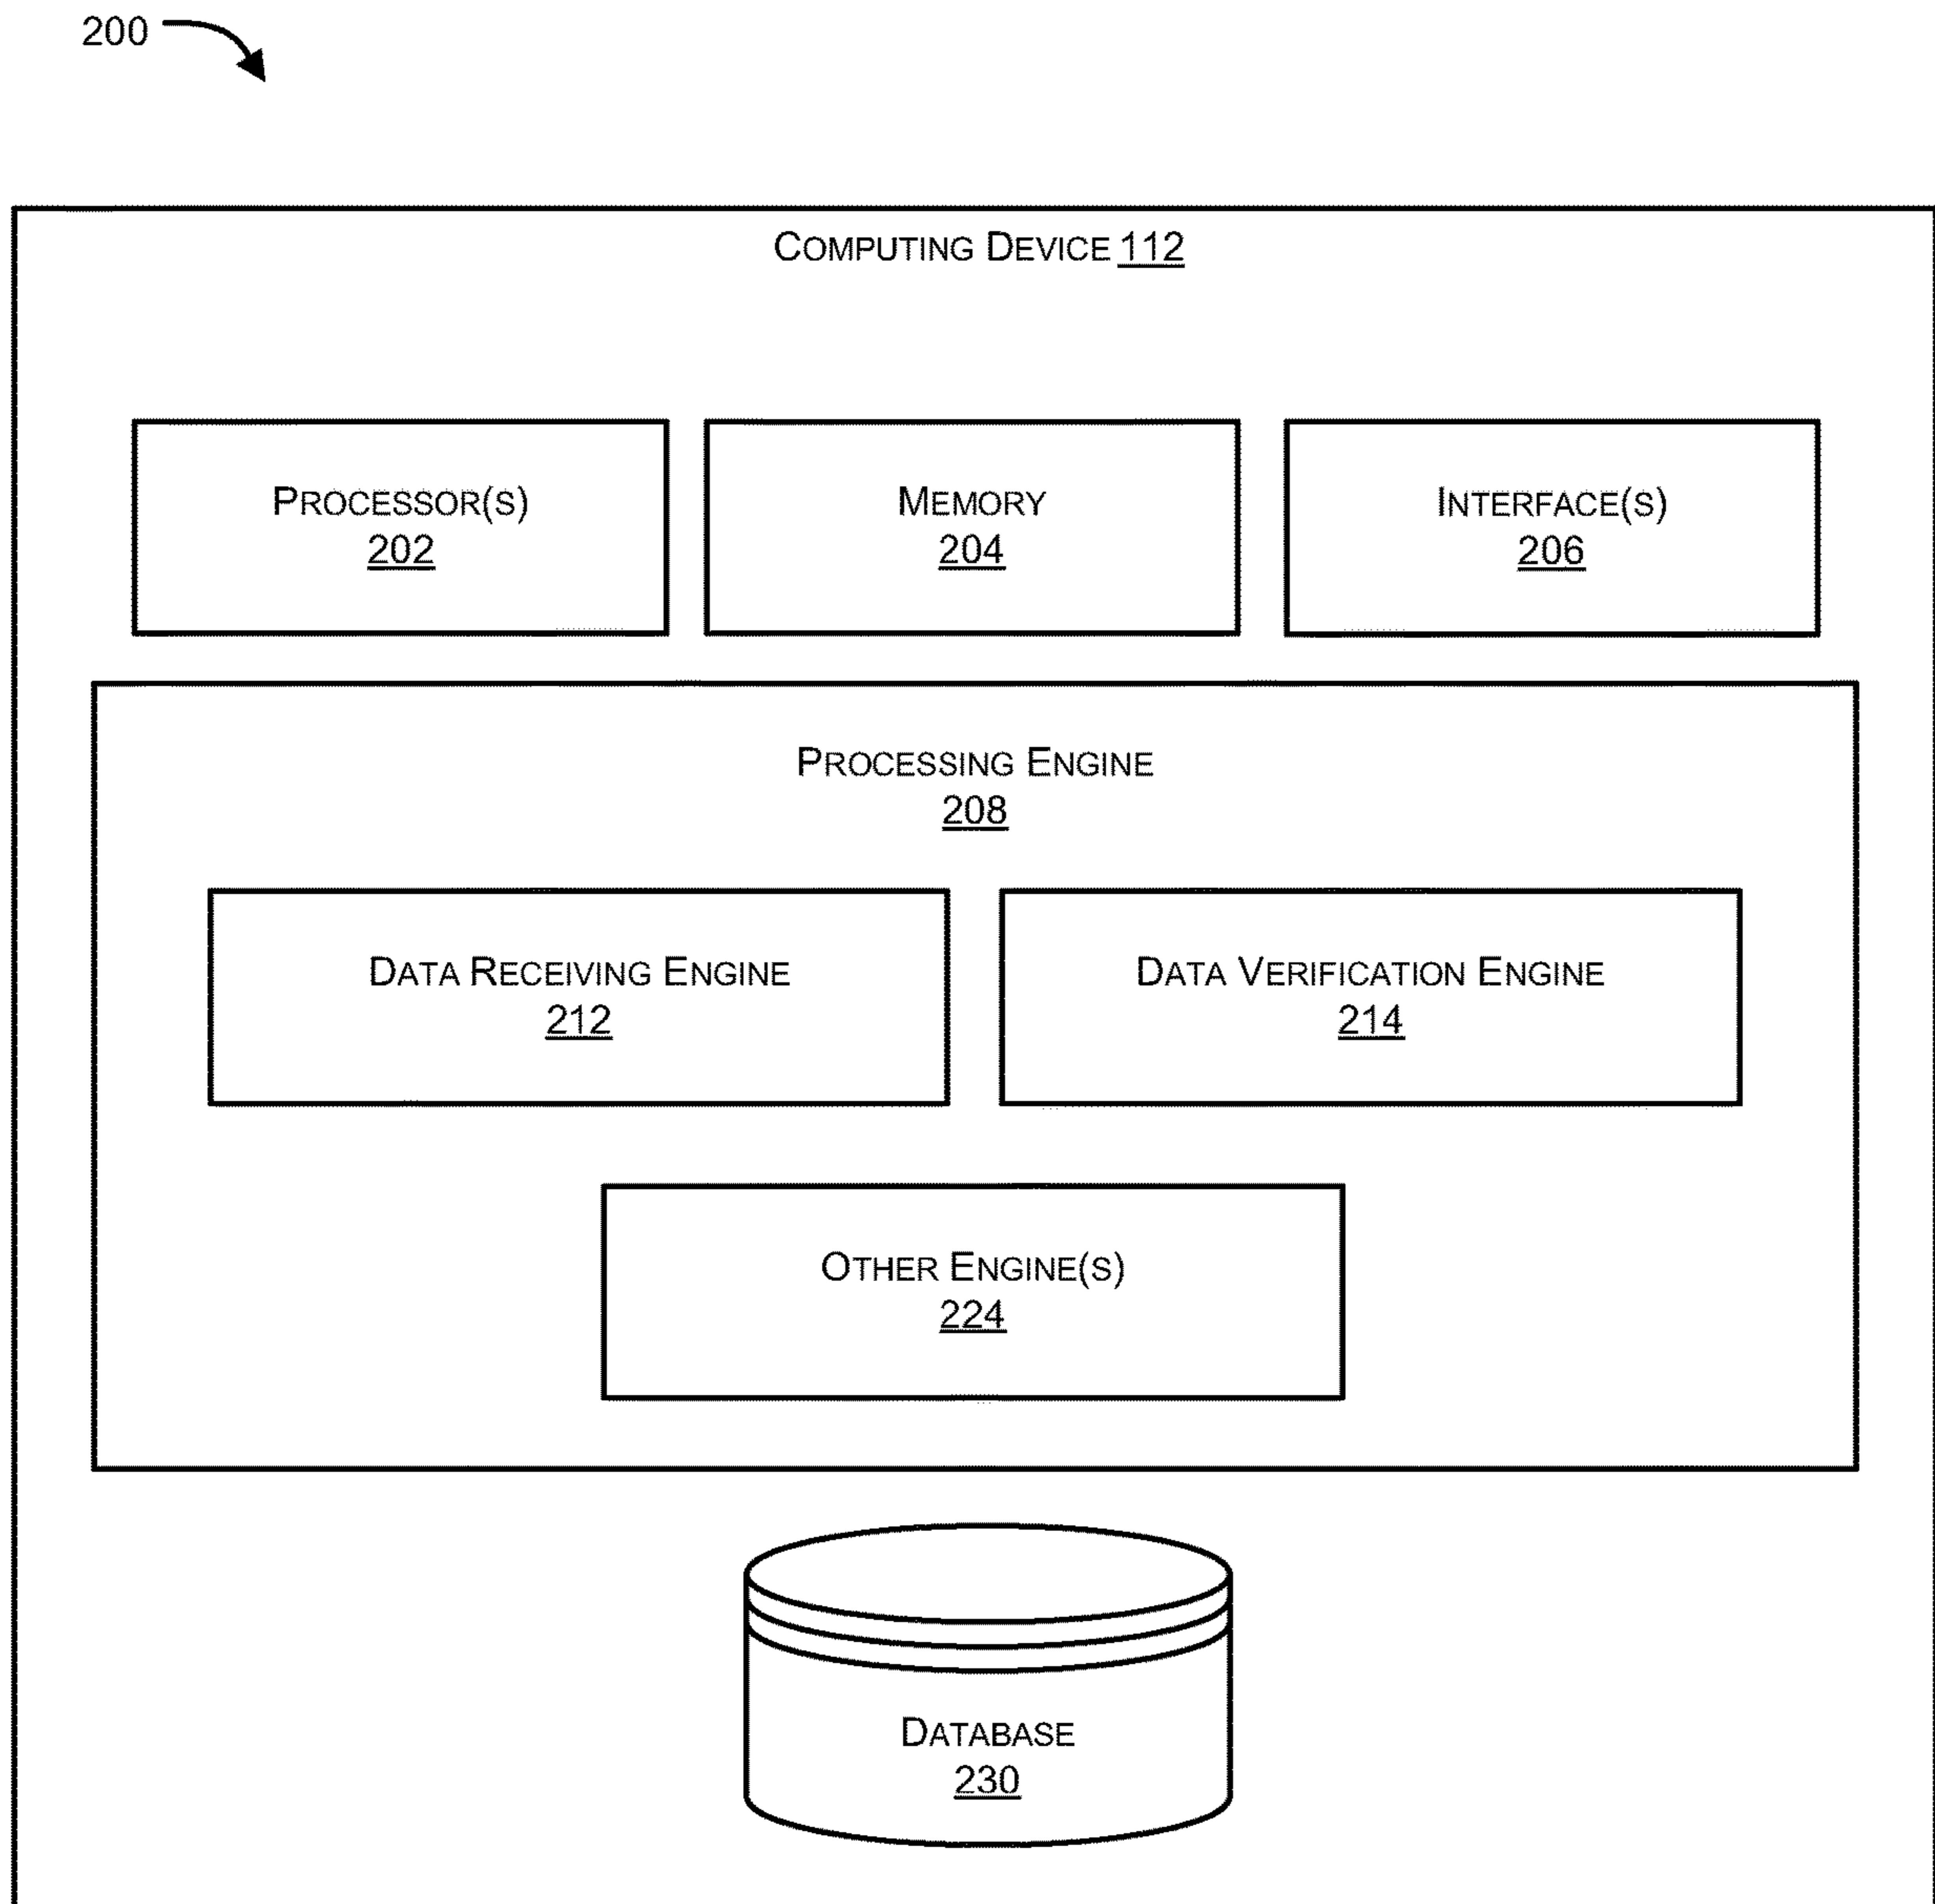 200
COMPUTING DEVICE 112
PROCESSOR(S)
202
MEMORY
204
INTERFACE(S)
206
PROCESSING ENGINE
208
DATA RECEIVING ENGINE
212
DATA VERIFICATION ENGINE
214
OTHER ENGINE(S)
224
DATABASE
230